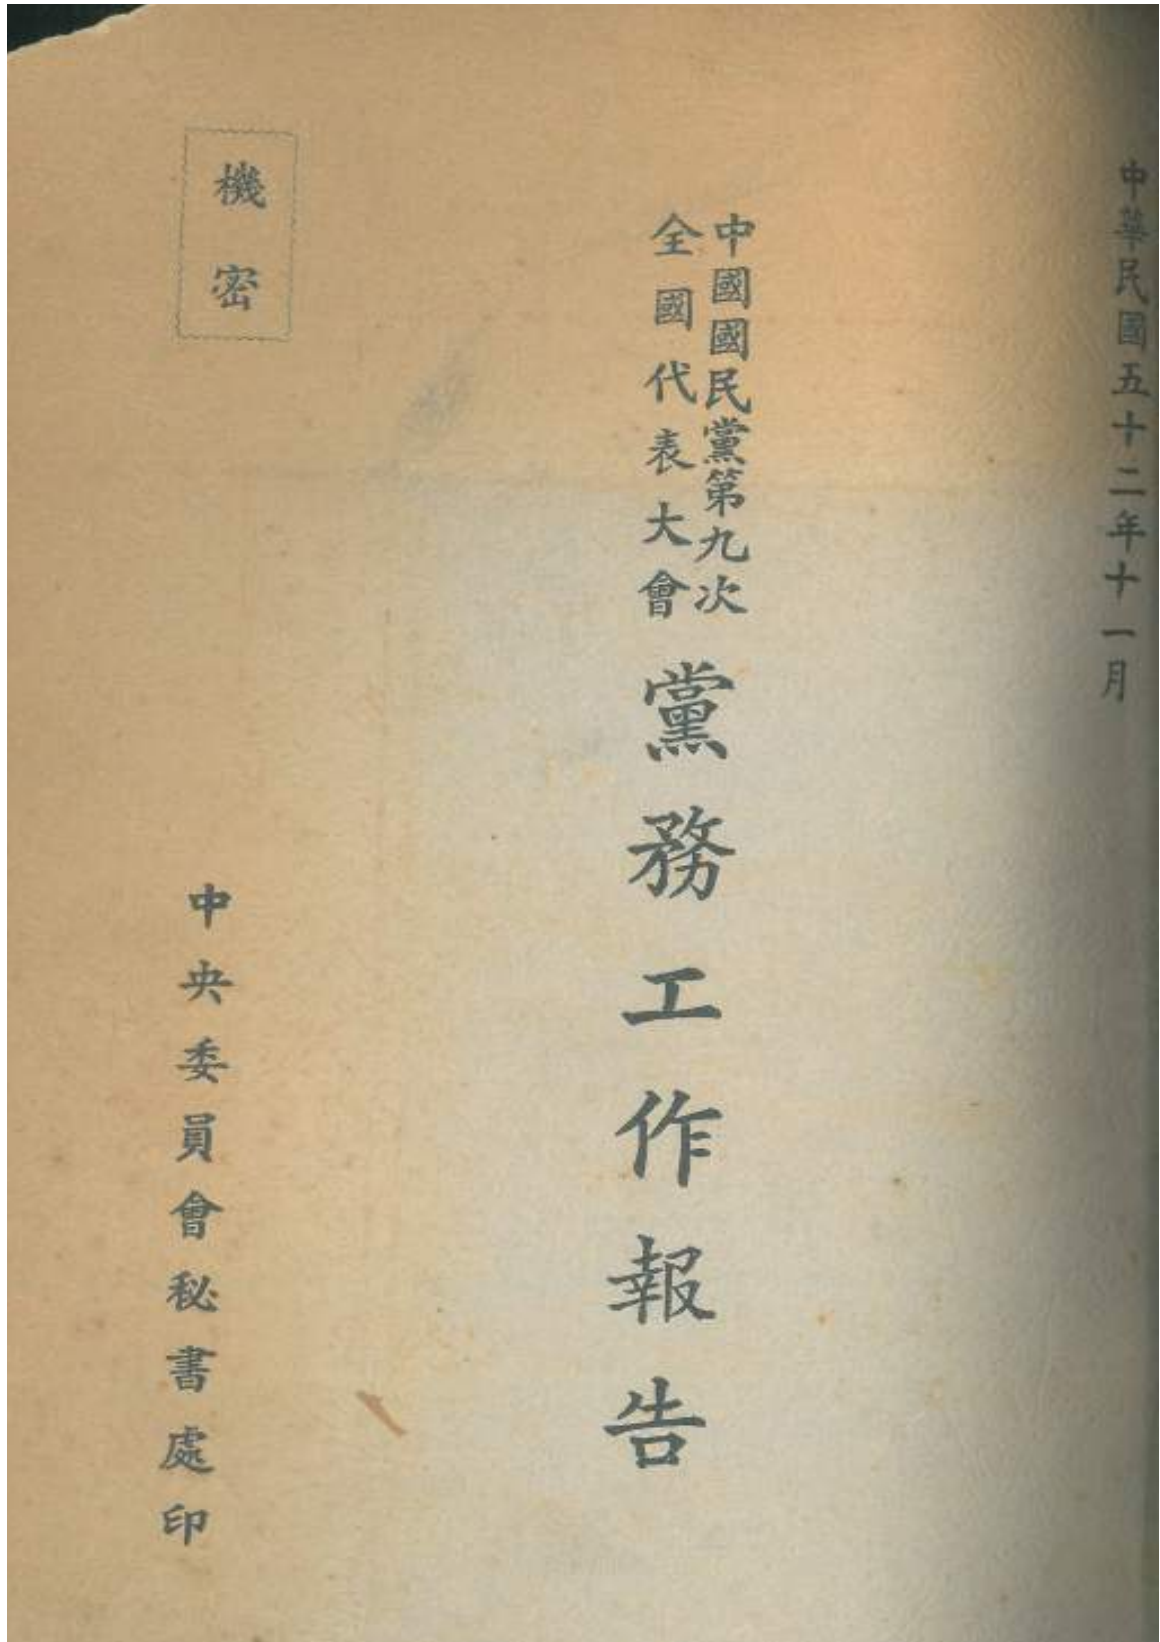 中華民國五十二年十一月
中國國民黨第九次
全國代表大會
黨務工作報告
機密
中央委員會秘書處印